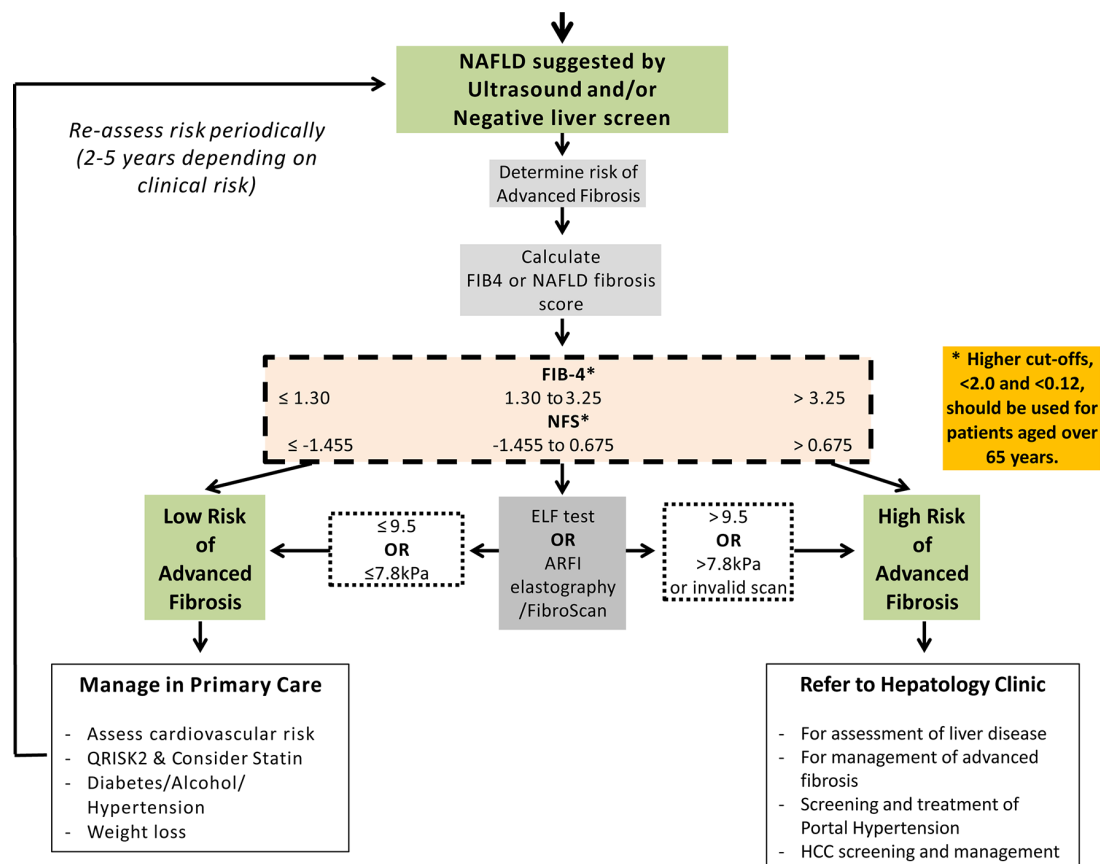 NAFLD suggested by
Ultrasound and/or
Negative liver screen
Re-assess risk periodically
(2-5 years depending on
clinical risk)
Determine risk of
Advanced Fibrosis
Calculate
FIB4 or NAFLD fibrosis
score
FIB-4*
≤ 1.30 1.30 to 3.25 > 3.25
NFS*
≤ -1.455 -1.455 to 0.675 > 0.675
* Higher cut-offs,
<2.0 and <0.12,
should be used for
patients aged over
65 years.
Low Risk
of
Advanced
Fibrosis
≤ 9.5
OR
≤7.8kPa
ELF test
OR
ARFI
elastography
/FibroScan
> 9.5
OR
>7.8kPa
or invalid scan
High Risk
of
Advanced
Fibrosis
Manage in Primary Care
- Assess cardiovascular risk
- QRISK2 & Consider Statin
- Diabetes/Alcohol/
Hypertension
- Weight loss
Refer to Hepatology Clinic
- For assessment of liver disease
- For management of advanced
fibrosis
- Screening and treatment of
Portal Hypertension
- HCC screening and management